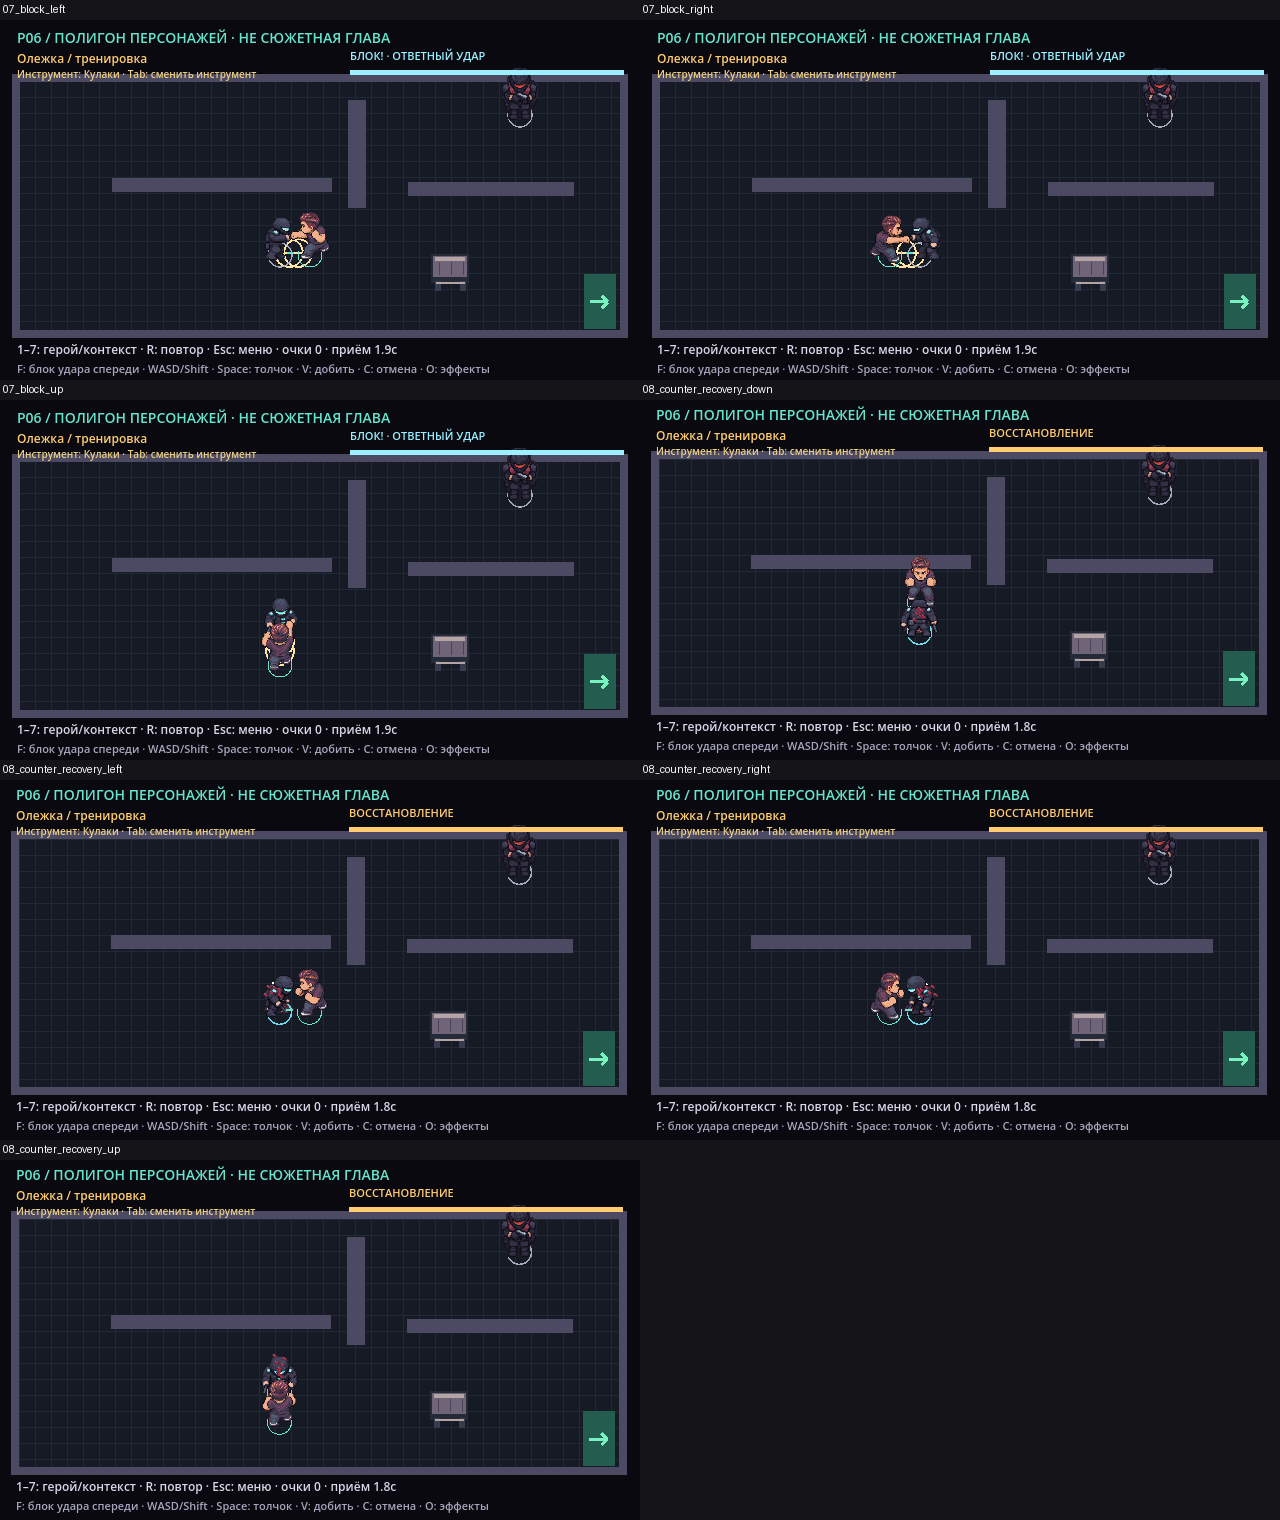 07_block_left
P06 / ПОЛИГОН ПЕРСОНАЖЕЙ · НЕ СЮЖЕТНАЯ ГЛАВА
Олежка / тренировка
БЛОК! · ОТВЕТНЫЙ УДАР
Инструмент: Кулаки · Tab: сменить инструмент
1–7: герой/контекст · R: повтор · Esc: меню · очки 0 · приём 1.9с
F: блок удара спереди · WASD/Shift · Space: толчок · V: добить · C: отмена · O: эффекты
07_block_right
P06 / ПОЛИГОН ПЕРСОНАЖЕЙ · НЕ СЮЖЕТНАЯ ГЛАВА
Олежка / тренировка
БЛОК! · ОТВЕТНЫЙ УДАР
Инструмент: Кулаки · Tab: сменить инструмент
1–7: герой/контекст · R: повтор · Esc: меню · очки 0 · приём 1.9с
F: блок удара спереди · WASD/Shift · Space: толчок · V: добить · C: отмена · O: эффекты
07_block_up
P06 / ПОЛИГОН ПЕРСОНАЖЕЙ · НЕ СЮЖЕТНАЯ ГЛАВА
Олежка / тренировка
БЛОК! · ОТВЕТНЫЙ УДАР
Инструмент: Кулаки · Tab: сменить инструмент
1–7: герой/контекст · R: повтор · Esc: меню · очки 0 · приём 1.9с
F: блок удара спереди · WASD/Shift · Space: толчок · V: добить · C: отмена · O: эффекты
08_counter_recovery_down
P06 / ПОЛИГОН ПЕРСОНАЖЕЙ · НЕ СЮЖЕТНАЯ ГЛАВА
Олежка / тренировка
ВОССТАНОВЛЕНИЕ
Инструмент: Кулаки · Tab: сменить инструмент
1–7: герой/контекст · R: повтор · Esc: меню · очки 0 · приём 1.8с
F: блок удара спереди · WASD/Shift · Space: толчок · V: добить · C: отмена · O: эффекты
08_counter_recovery_left
P06 / ПОЛИГОН ПЕРСОНАЖЕЙ · НЕ СЮЖЕТНАЯ ГЛАВА
Олежка / тренировка
ВОССТАНОВЛЕНИЕ
Инструмент: Кулаки · Tab: сменить инструмент
1–7: герой/контекст · R: повтор · Esc: меню · очки 0 · приём 1.8с
F: блок удара спереди · WASD/Shift · Space: толчок · V: добить · C: отмена · O: эффекты
08_counter_recovery_right
P06 / ПОЛИГОН ПЕРСОНАЖЕЙ · НЕ СЮЖЕТНАЯ ГЛАВА
Олежка / тренировка
ВОССТАНОВЛЕНИЕ
Инструмент: Кулаки · Tab: сменить инструмент
1–7: герой/контекст · R: повтор · Esc: меню · очки 0 · приём 1.8с
F: блок удара спереди · WASD/Shift · Space: толчок · V: добить · C: отмена · O: эффекты
08_counter_recovery_up
P06 / ПОЛИГОН ПЕРСОНАЖЕЙ · НЕ СЮЖЕТНАЯ ГЛАВА
Олежка / тренировка
ВОССТАНОВЛЕНИЕ
Инструмент: Кулаки · Tab: сменить инструмент
1–7: герой/контекст · R: повтор · Esc: меню · очки 0 · приём 1.8с
F: блок удара спереди · WASD/Shift · Space: толчок · V: добить · C: отмена · O: эффекты